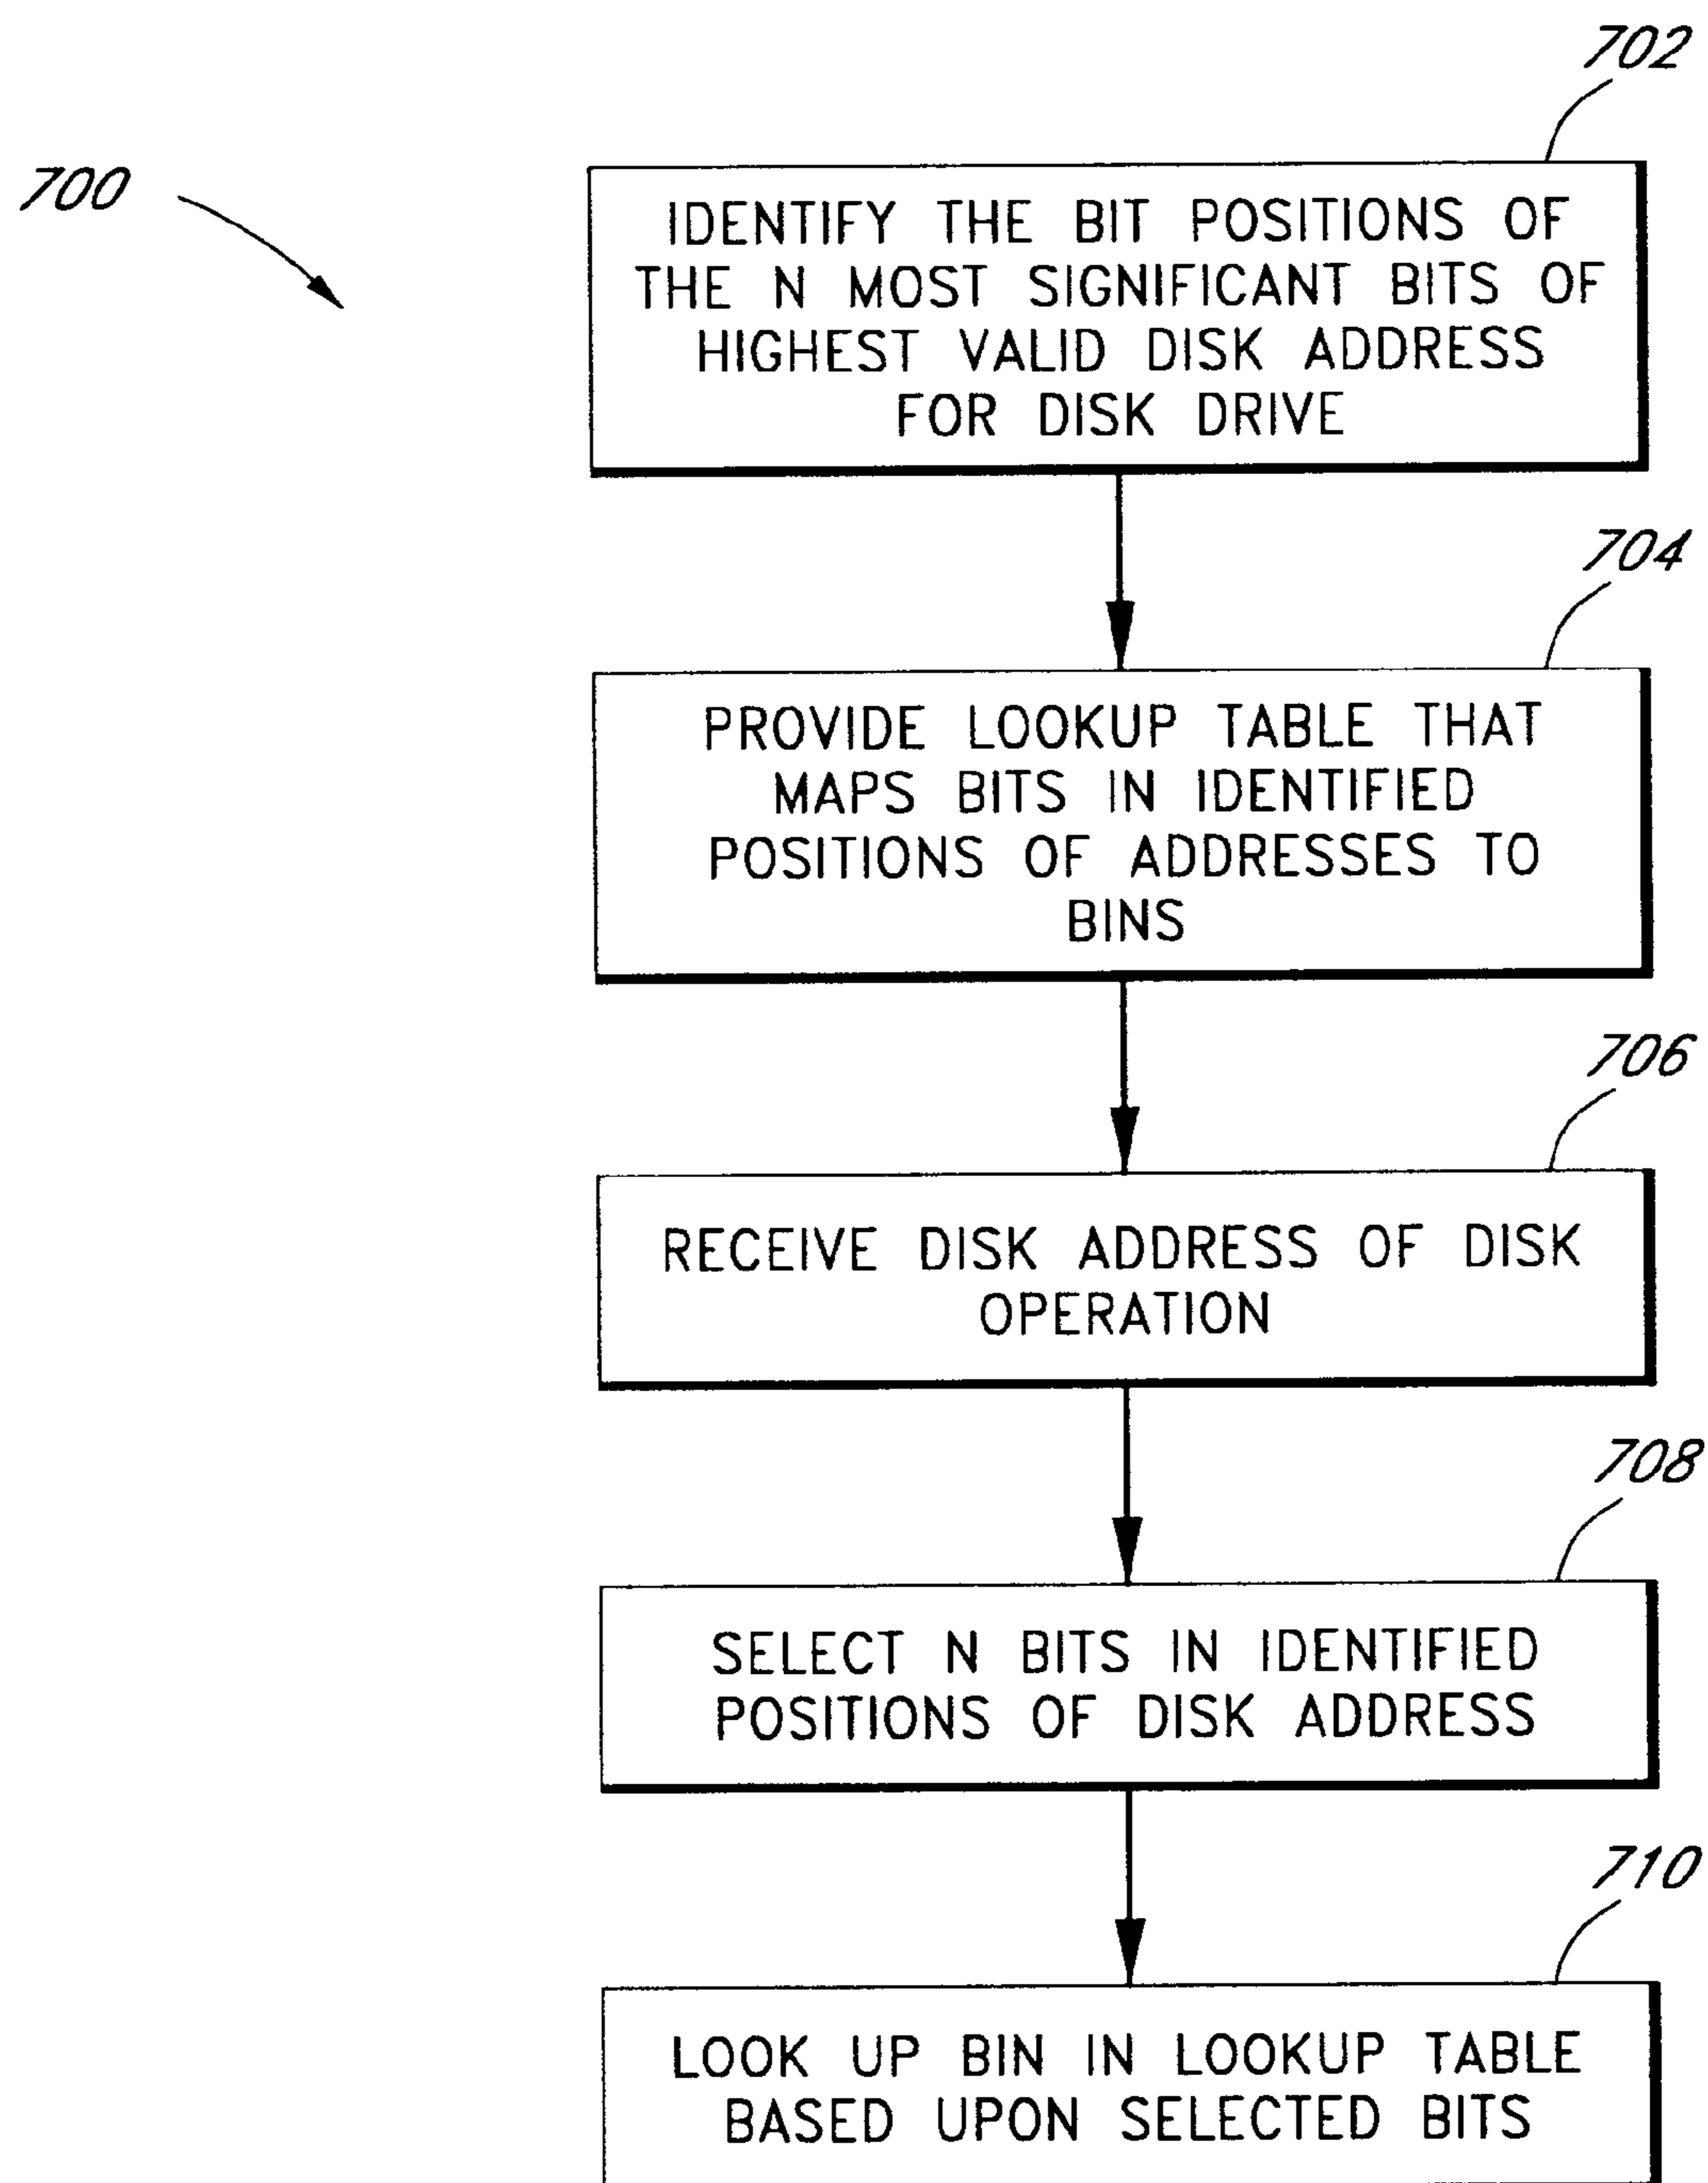 702
700
IDENTIFY THE BIT POSITIONS OF
THE N MOST SIGNIFICANT BITS OF
HIGHEST VALID DISK ADDRESS
FOR DISK DRIVE
704
PROVIDE LOOKUP TABLE THAT
MAPS BITS IN IDENTIFIED
POSITIONS OF ADDRESSES TO
BINS
706
RECEIVE DISK ADDRESS OF DISK
OPERATION
708
SELECT N BITS IN IDENTIFIED
POSITIONS OF DISK ADDRESS
710
LOOK UP BIN IN LOOKUP TABLE
BASED UPON SELECTED BITS